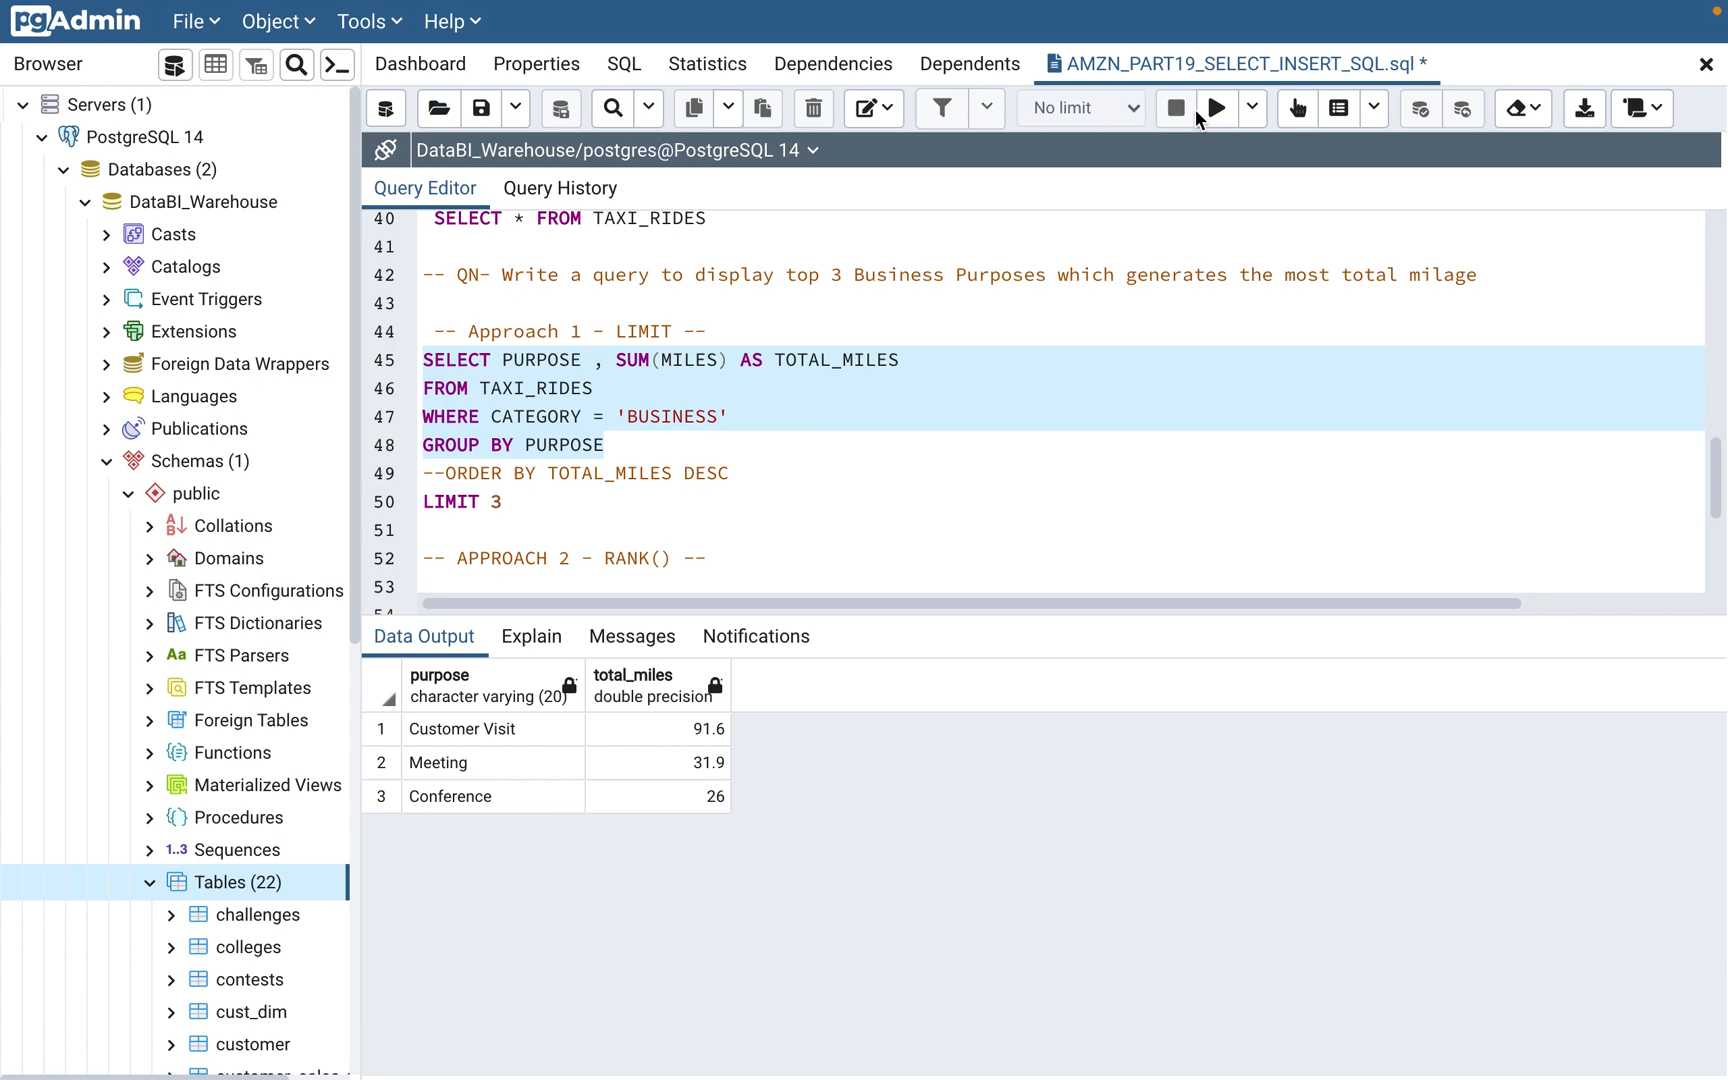 pgAdmin File Object Tools Help
Browser Dashboard Properties SQL Statistics Dependencies Dependents AMZN_PART19_SELECT_INSERT_SQL.sql *
No limit
DataBI_Warehouse/postgres@PostgreSQL 14
Query Editor Query History
Servers (1)
PostgreSQL 14
Databases (2)
DataBI_Warehouse
Casts
Catalogs
Event Triggers
Extensions
Foreign Data Wrappers
Languages
Publications
Schemas (1)
public
Collations
Domains
FTS Configurations
FTS Dictionaries
Aa FTS Parsers
FTS Templates
Foreign Tables
Functions
Materialized Views
Procedures
1..3 Sequences
Tables (22)
challenges
colleges
contests
cust_dim
customer
40 SELECT * FROM TAXI_RIDES
41
42 -- QN- Write a query to display top 3 Business Purposes which generates the most total milage
43
44 -- Approach 1 - LIMIT --
45 SELECT PURPOSE , SUM(MILES) AS TOTAL_MILES
46 FROM TAXI_RIDES
47 WHERE CATEGORY = 'BUSINESS'
48 GROUP BY PURPOSE
49 --ORDER BY TOTAL_MILES DESC
50 LIMIT 3
51
52 -- APPROACH 2 - RANK() --
53
Data Output Explain Messages Notifications
purpose total_miles
character varying (20) double precision
1 Customer Visit 91.6
2 Meeting 31.9
3 Conference 26